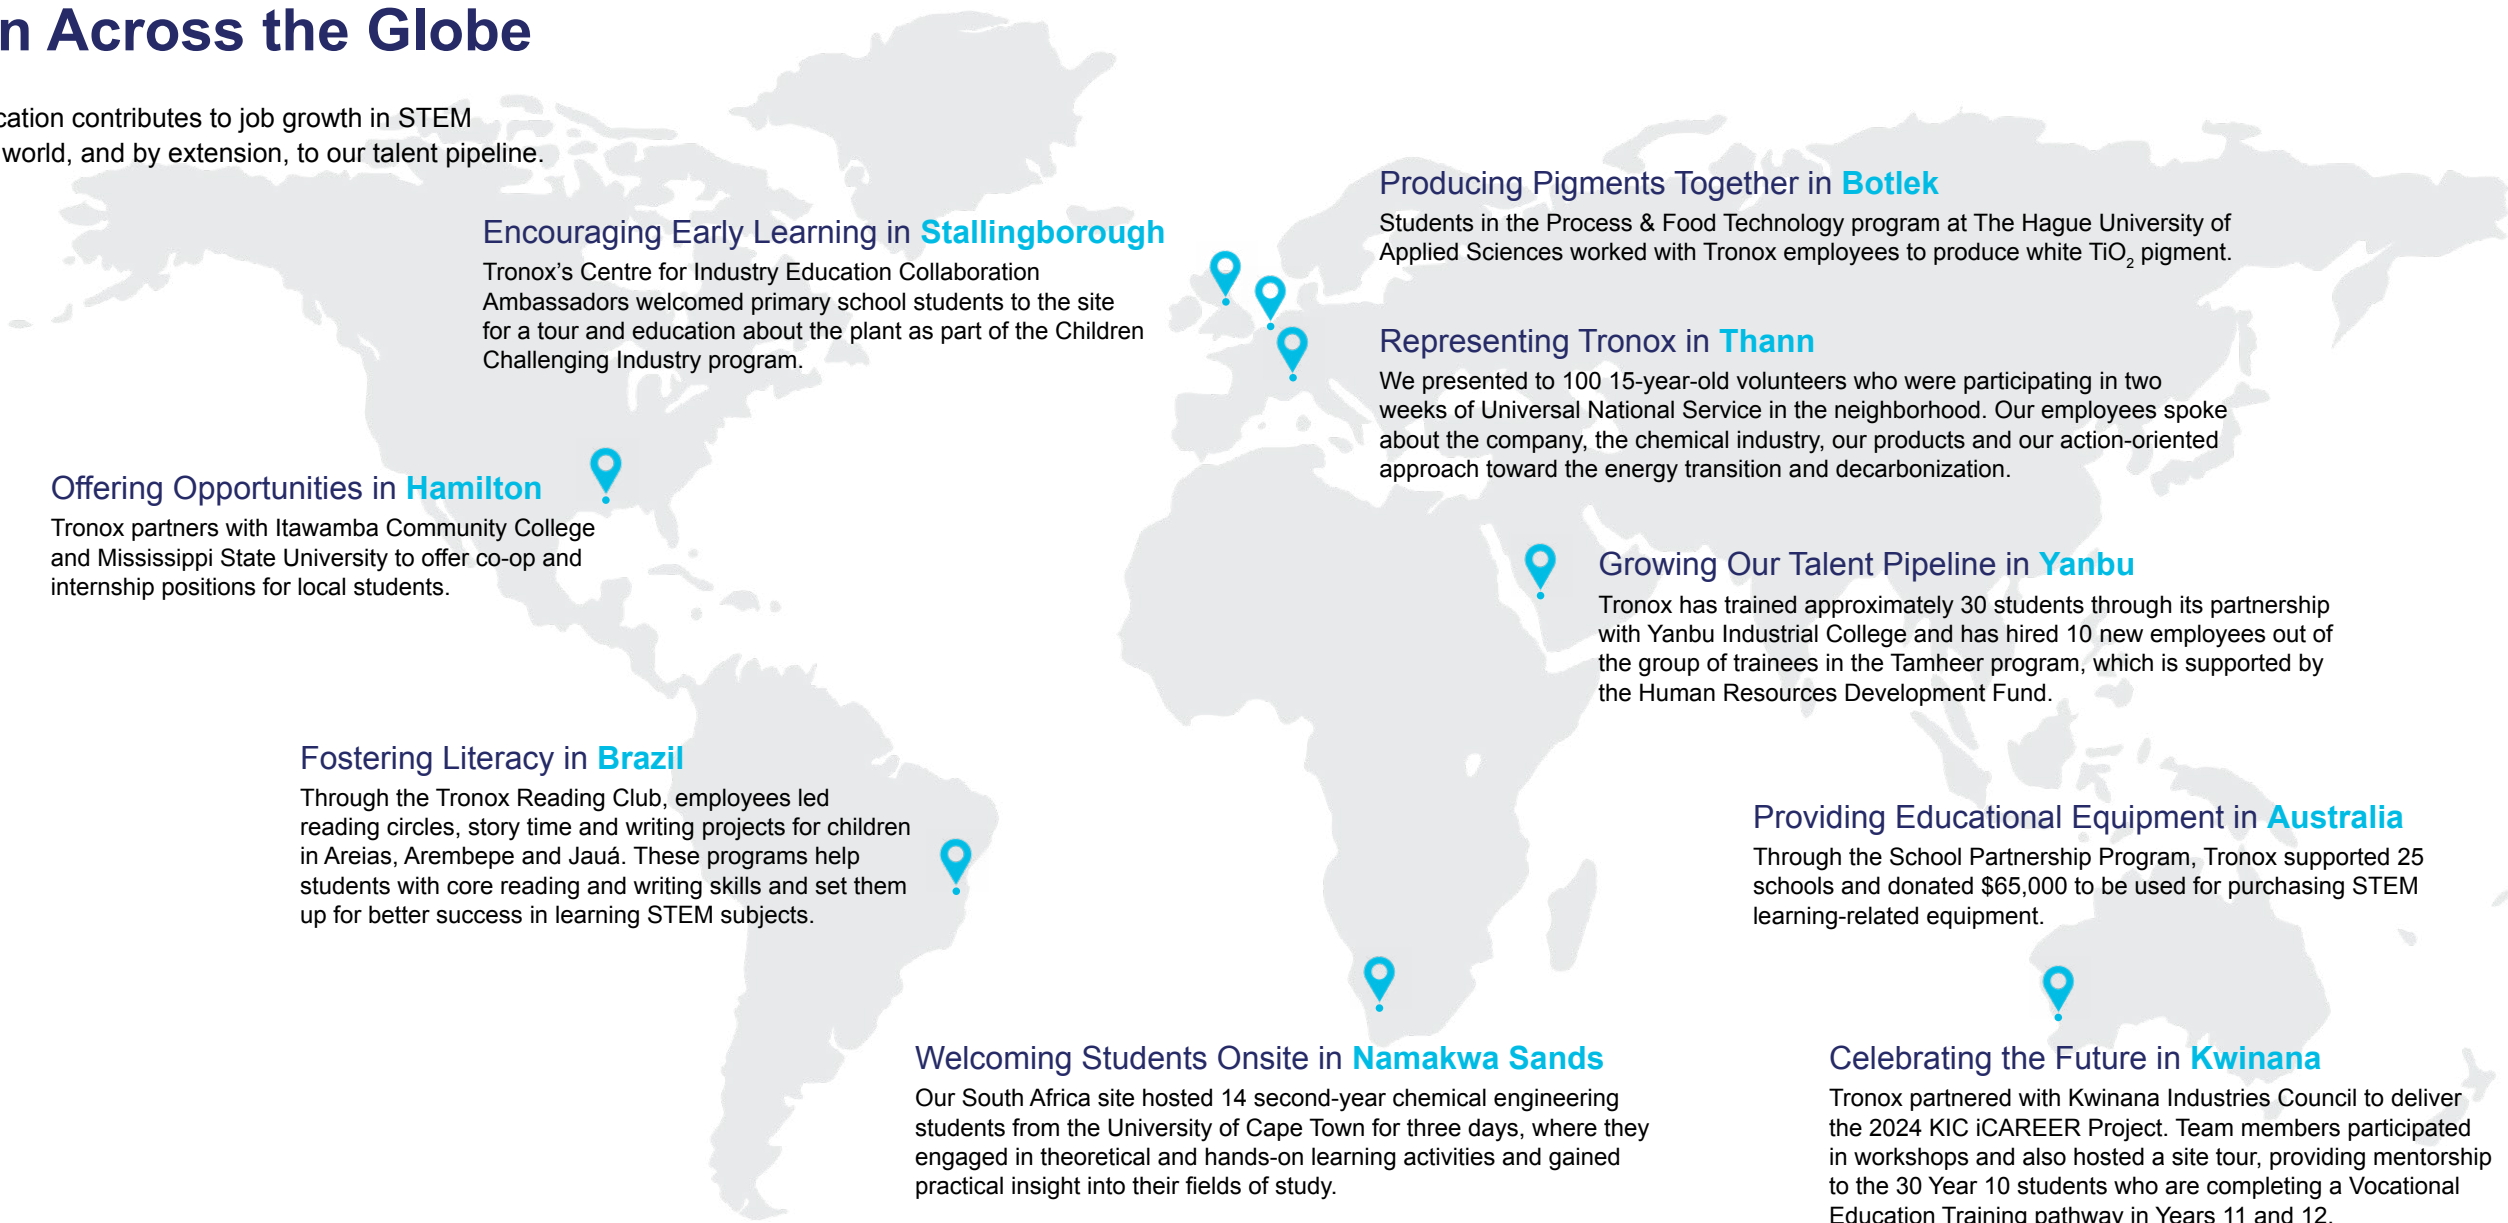 n Across the Globe
cation contributes to job growth in STEM
world, and by extension, to our talent pipeline.
Encouraging Early Learning in Stallingborough
Tronox’s Centre for Industry Education Collaboration
Ambassadors welcomed primary school students to the site
for a tour and education about the plant as part of the Children
Challenging Industry program.
Producing Pigments Together in Botlek
Students in the Process & Food Technology program at The Hague University of
Applied Sciences worked with Tronox employees to produce white TiO₂ pigment.
Representing Tronox in Thann
We presented to 100 15-year-old volunteers who were participating in two
weeks of Universal National Service in the neighborhood. Our employees spoke
about the company, the chemical industry, our products and our action-oriented
approach toward the energy transition and decarbonization.
Offering Opportunities in Hamilton
Tronox partners with Itawamba Community College
and Mississippi State University to offer co-op and
internship positions for local students.
Growing Our Talent Pipeline in Yanbu
Tronox has trained approximately 30 students through its partnership
with Yanbu Industrial College and has hired 10 new employees out of
the group of trainees in the Tamheer program, which is supported by
the Human Resources Development Fund.
Fostering Literacy in Brazil
Through the Tronox Reading Club, employees led
reading circles, story time and writing projects for children
in Areias, Arembepe and Jauá. These programs help
students with core reading and writing skills and set them
up for better success in learning STEM subjects.
Providing Educational Equipment in Australia
Through the School Partnership Program, Tronox supported 25
schools and donated $65,000 to be used for purchasing STEM
learning-related equipment.
Welcoming Students Onsite in Namakwa Sands
Our South Africa site hosted 14 second-year chemical engineering
students from the University of Cape Town for three days, where they
engaged in theoretical and hands-on learning activities and gained
practical insight into their fields of study.
Celebrating the Future in Kwinana
Tronox partnered with Kwinana Industries Council to deliver
the 2024 KIC iCAREER Project. Team members participated
in workshops and also hosted a site tour, providing mentorship
to the 30 Year 10 students who are completing a Vocational
Education Training pathway in Years 11 and 12.